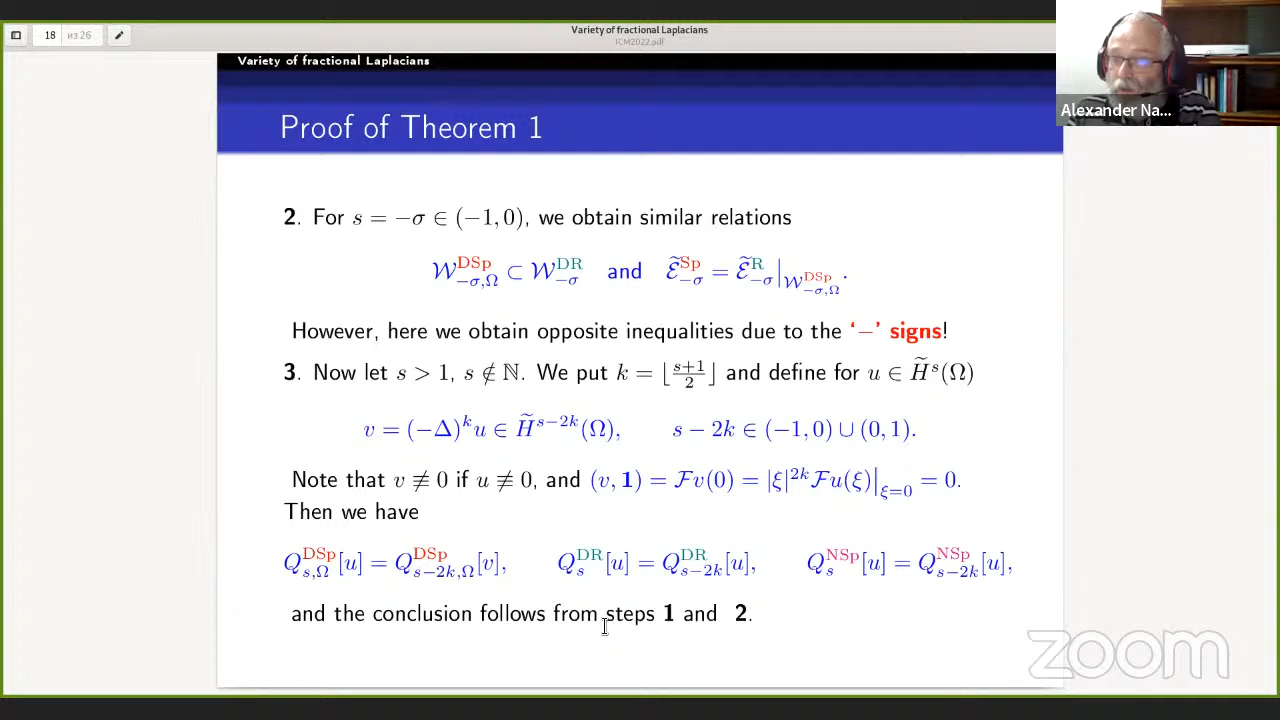 18 из 26
Variety of fractional Laplacians
ICM2022.pdf
Variety of fractional Laplacians
Alexander Na...
Proof of Theorem 1
2. For s = −σ ∈ (−1, 0), we obtain similar relations
𝒲^{DSp}_{−σ,Ω} ⊂ 𝒲^{DR}_{−σ} and ℰ̃^{Sp}_{−σ} = ℰ̃^{R}_{−σ}|_{𝒲^{DSp}_{−σ,Ω}}.
However, here we obtain opposite inequalities due to the ‘−’ signs!
3. Now let s > 1, s ∉ ℕ. We put k = ⌊(s+1)/2⌋ and define for u ∈ H̃^s(Ω)
v = (−Δ)^k u ∈ H̃^{s−2k}(Ω), s − 2k ∈ (−1, 0) ∪ (0, 1).
Note that v ≢ 0 if u ≢ 0, and (v, 1) = ℱv(0) = |ξ|^{2k}ℱu(ξ)|_{ξ=0} = 0.
Then we have
Q^{DSp}_{s,Ω}[u] = Q^{DSp}_{s−2k,Ω}[v], Q^{DR}_s[u] = Q^{DR}_{s−2k}[u], Q^{NSp}_s[u] = Q^{NSp}_{s−2k}[u],
and the conclusion follows from steps 1 and 2.
zoom